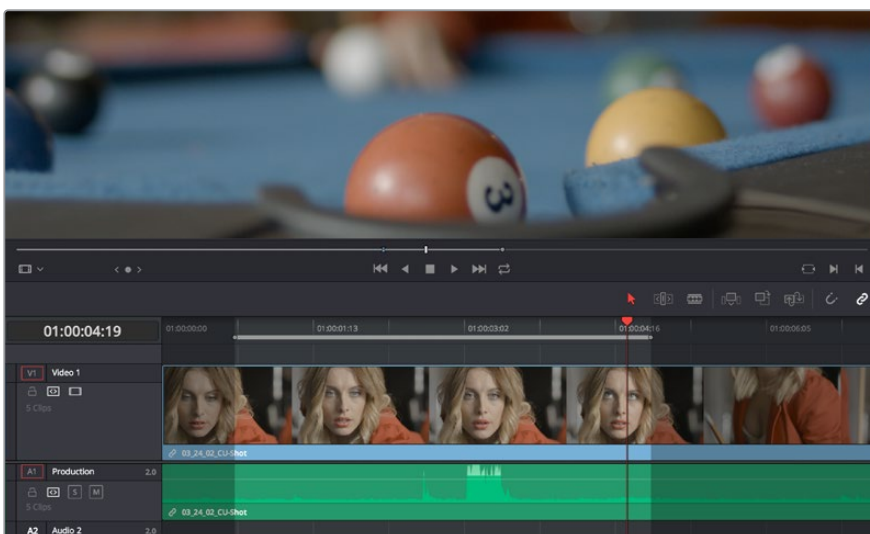 3
01:00:04:19
01:00:00:00
01:00:01:13
01:00:03:02
01:00:04:16
01:00:06:05
V1 Video 1
5 Clips
03_24_02_CU-Shot
A1 Production 2.0
S M
5 Clips
03_24_02_CU-Shot
A2 Audio 2 2.0